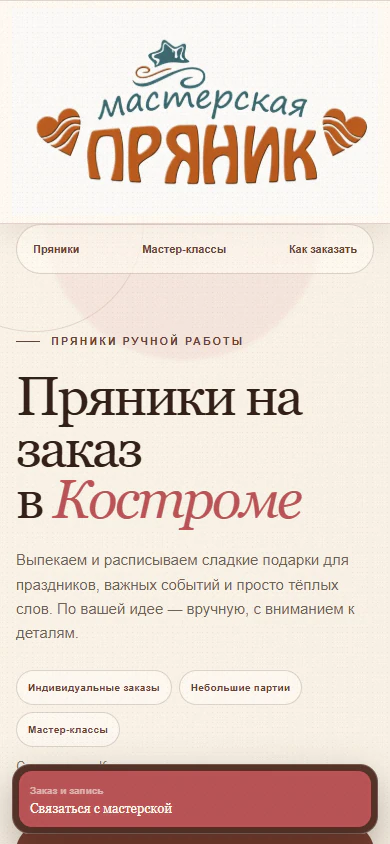 мастерская
ПРЯНИК
Пряники
Мастер-классы
Как заказать
ПРЯНИКИ РУЧНОЙ РАБОТЫ
Пряники на
заказ
в Костроме
Выпекаем и расписываем сладкие подарки для
праздников, важных событий и просто тёплых
слов. По вашей идее — вручную, с вниманием к
деталям.
Индивидуальные заказы
Небольшие партии
Мастер-классы
Заказ и запись
Связаться с мастерской